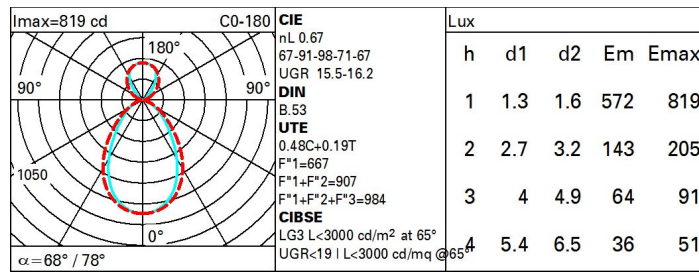 Imax=819 cd C0-180
180°
90° 90°
1050
0°
α=68° / 78°
CIE
nL 0.67
67-91-98-71-67
UGR 15.5-16.2
DIN
B.53
UTE
0.48C+0.19T
F"1=667
F"1+F"2=907
F"1+F"2+F"3=984
CIBSE
LG3 L<3000 cd/m² at 65°
UGR<19 | L<3000 cd/mq @65°
Lux
h d1 d2 Em Emax
1 1.3 1.6 572 819
2 2.7 3.2 143 205
3 4 4.9 64 91
4 5.4 6.5 36 51